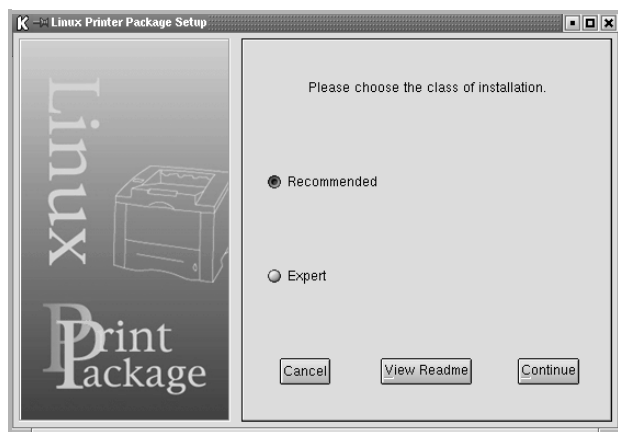 Linux Printer Package Setup
Linux
Print
Package
Please choose the class of installation.
Recommended
Expert
Cancel
View Readme
Continue